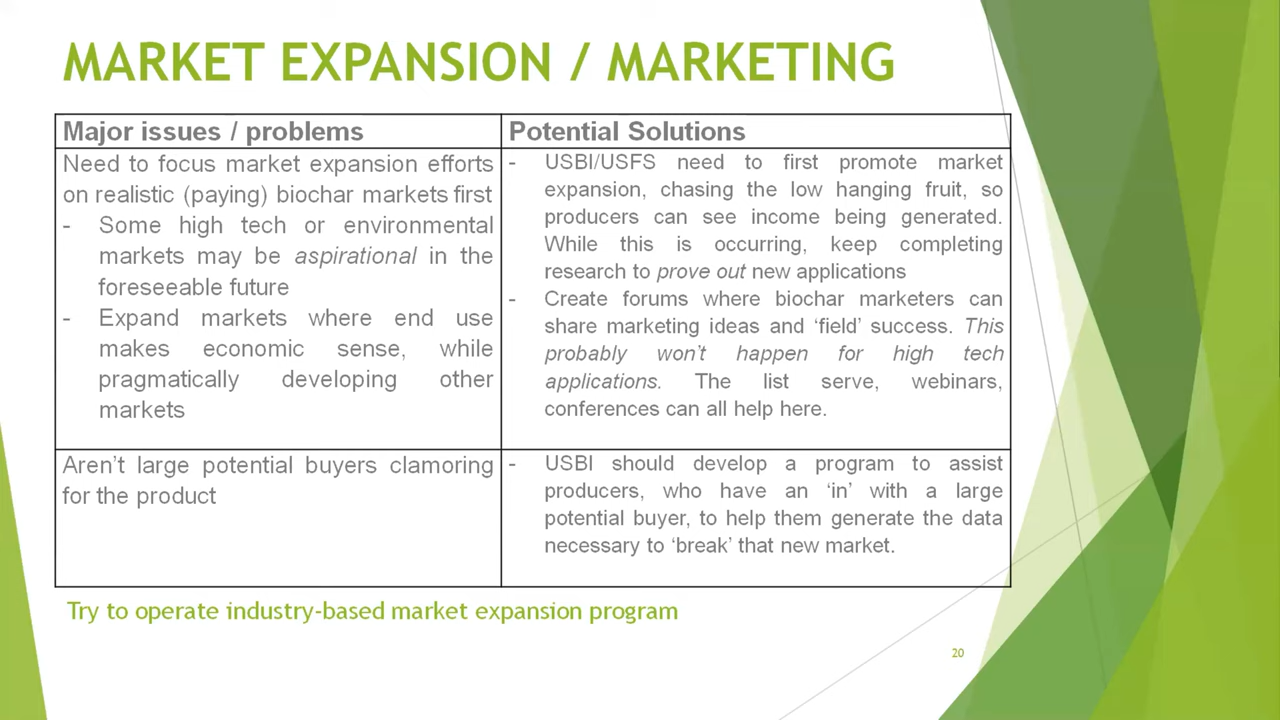 MARKET EXPANSION / MARKETING
Major issues / problems
Potential Solutions
Need to focus market expansion efforts
on realistic (paying) biochar markets first
- Some high tech or environmental
markets may be aspirational in the
foreseeable future
- Expand markets where end use
makes economic sense, while
pragmatically developing other
markets
- USBI/USFS need to first promote market
expansion, chasing the low hanging fruit, so
producers can see income being generated.
While this is occurring, keep completing
research to prove out new applications
- Create forums where biochar marketers can
share marketing ideas and ‘field’ success. This
probably won’t happen for high tech
applications. The list serve, webinars,
conferences can all help here.
Aren’t large potential buyers clamoring
for the product
- USBI should develop a program to assist
producers, who have an ‘in’ with a large
potential buyer, to help them generate the data
necessary to ‘break’ that new market.
Try to operate industry-based market expansion program
20